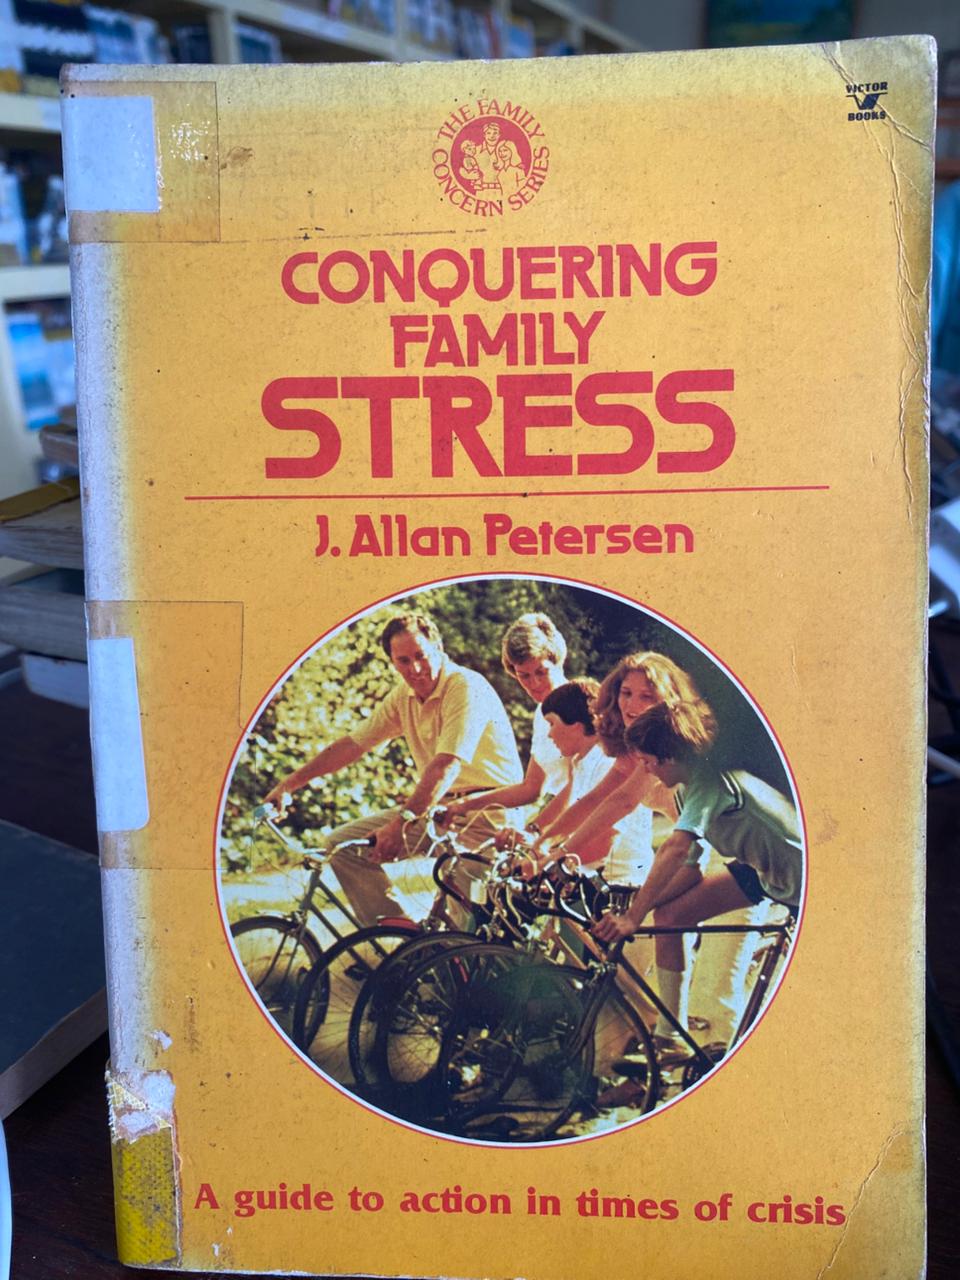 VICTOR
BOOKS
THE FAMILY
CONCERN SERIES
CONQUERING
FAMILY
STRESS
J. Allan Petersen
A guide to action in times of crisis